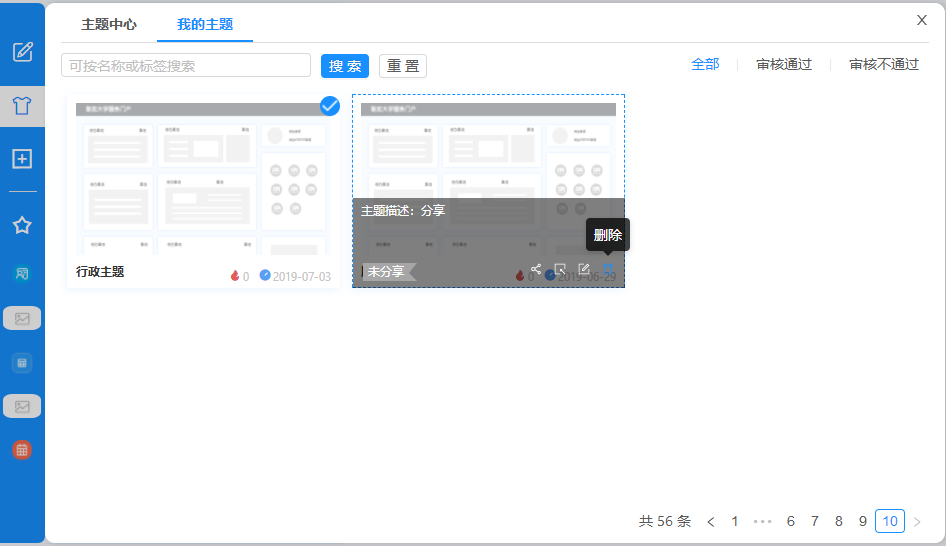 主题中心 我的主题 X
可按名称或标签搜索 搜 索 重 置 全部 审核通过 审核不通过
主题描述：分享
删除
行政主题 0 2019-07-03
未分享 0 2019-06-29
共 56 条 < 1 ••• 6 7 8 9 10 >